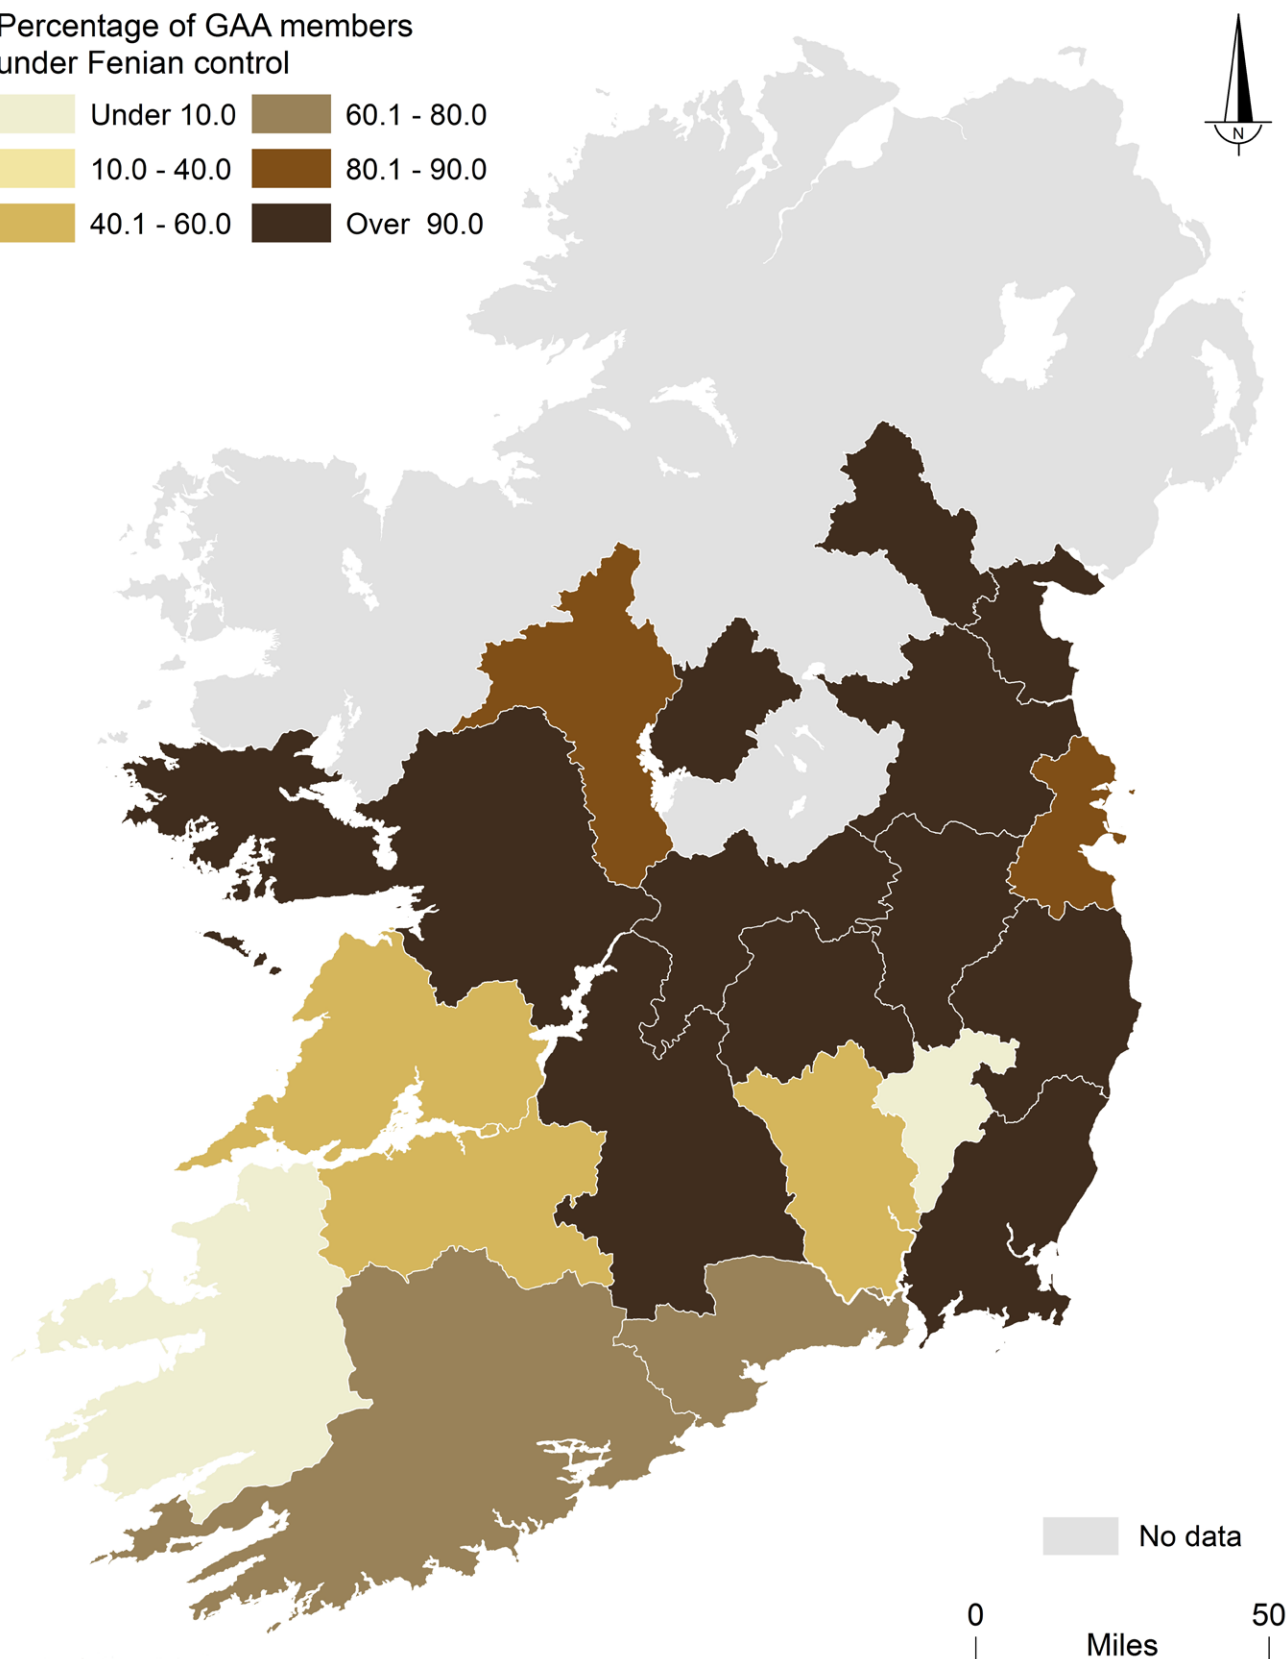 Percentage of GAA members
under Fenian control
Under 10.0
60.1 - 80.0
10.0 - 40.0
80.1 - 90.0
40.1 - 60.0
Over 90.0
N
No data
0
50
Miles